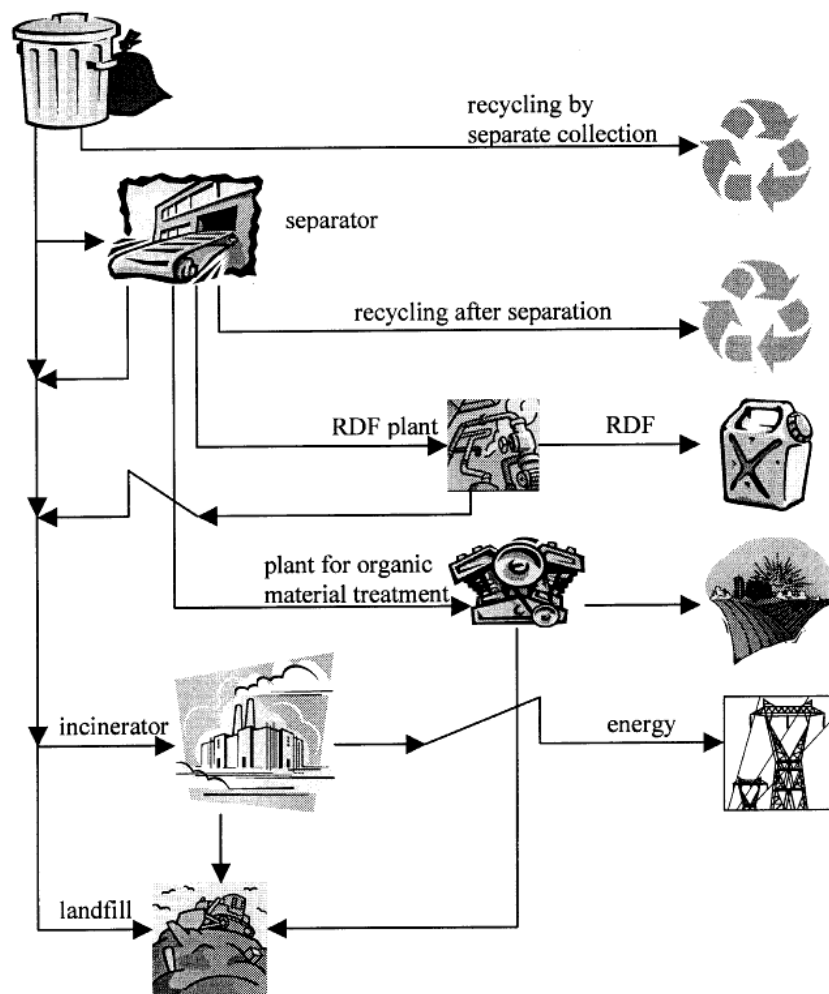 recycling by
separate collection
separator
recycling after separation
RDF plant
RDF
plant for organic
material treatment
incinerator
energy
landfill